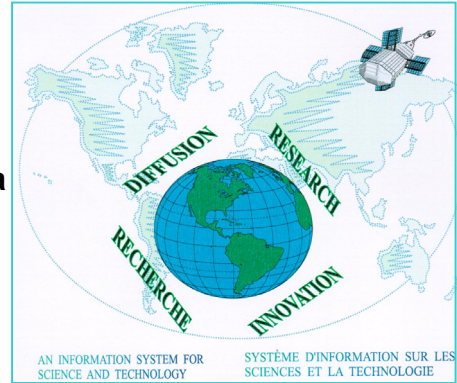 DIFFUSION
RESEARCH
a
RECHERCHE
INNOVATION
AN INFORMATION SYSTEM FOR
SCIENCE AND TECHNOLOGY
SYSTÈME D'INFORMATION SUR LES
SCIENCES ET LA TECHNOLOGIE